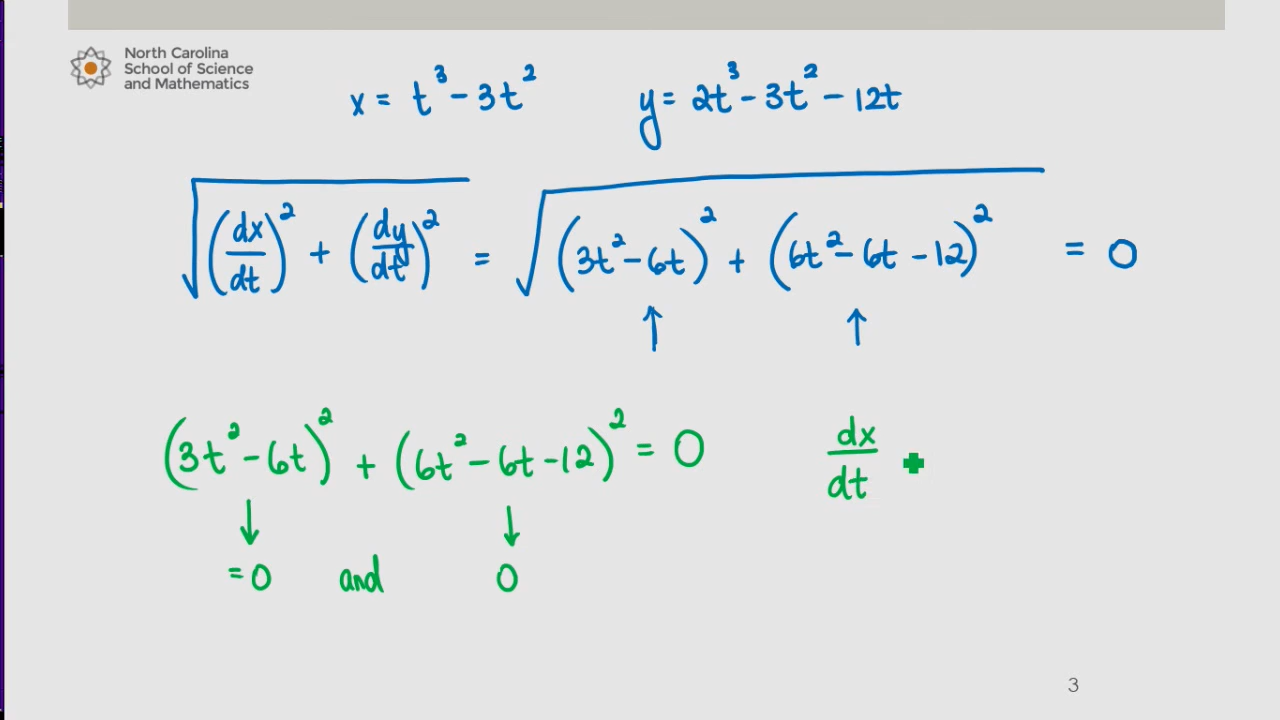 North Carolina
School of Science
and Mathematics
x = t³ - 3t² y = 2t³ - 3t² - 12t
√((dx/dt)² + (dy/dt)²) = √((3t² - 6t)² + (6t² - 6t - 12)²) = 0
↑ ↑
(3t² - 6t)² + (6t² - 6t - 12)² = 0 dx/dt
↓ ↓
= 0 and 0
3